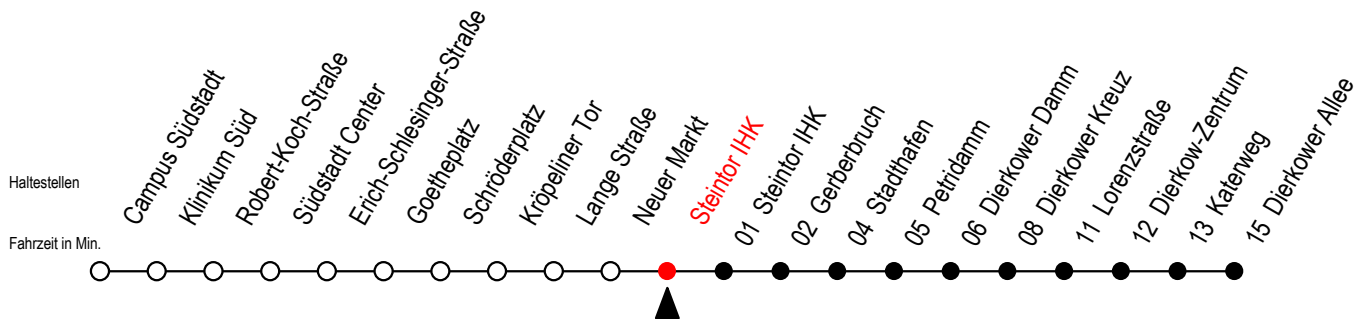 Haltestellen
Fahrzeit in Min.
Campus Südstadt
Klinikum Süd
Robert-Koch-Straße
Südstadt Center
Erich-Schlesinger-Straße
Goetheplatz
Schröderplatz
Kröpeliner Tor
Lange Straße
Neuer Markt
Steintor IHK
01 Steintor IHK
02 Gerberbruch
04 Stadthafen
05 Petridamm
06 Dierkower Damm
08 Dierkower Kreuz
11 Lorenzstraße
12 Dierkow-Zentrum
13 Katerweg
15 Dierkower Allee